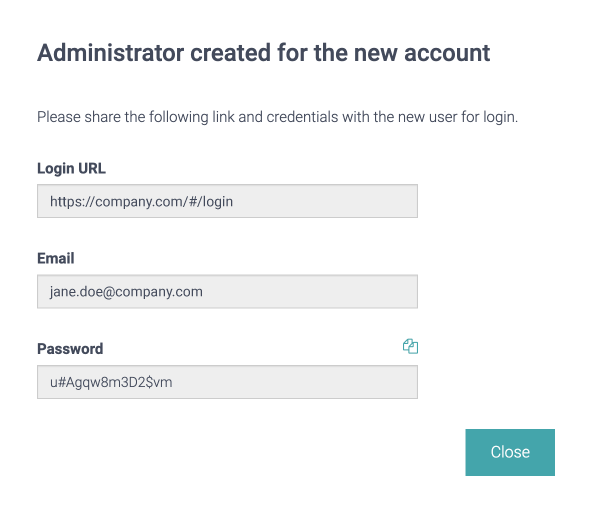 Administrator created for the new account
Please share the following link and credentials with the new user for login.
Login URL
https://company.com/#/login
Email
jane.doe@company.com
Password
u#Agqw8m3D2$vm
Close